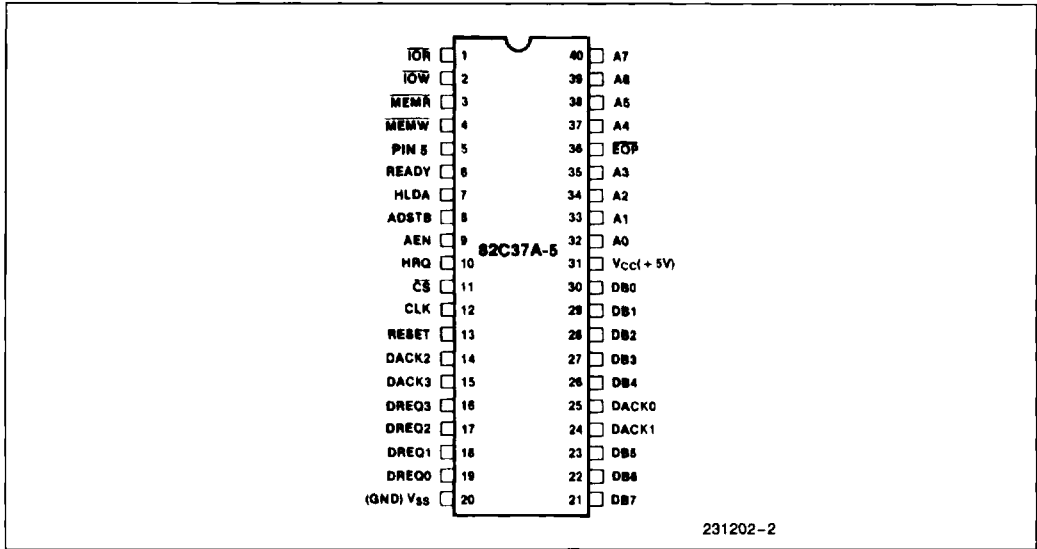 IOR 1 40 A7
IOW 2 39 A6
MEMR 3 38 A5
MEMW 4 37 A4
PIN 5 5 36 EOP
READY 6 35 A3
HLDA 7 34 A2
ADSTB 8 33 A1
AEN 9 32 A0
82C37A-5
HRQ 10 31 VCC(+5V)
CS 11 30 DB0
CLK 12 29 DB1
RESET 13 28 DB2
DACK2 14 27 DB3
DACK3 15 26 DB4
DREQ3 16 25 DACK0
DREQ2 17 24 DACK1
DREQ1 18 23 DB5
DREQ0 19 22 DB6
(GND) VSS 20 21 DB7
231202-2